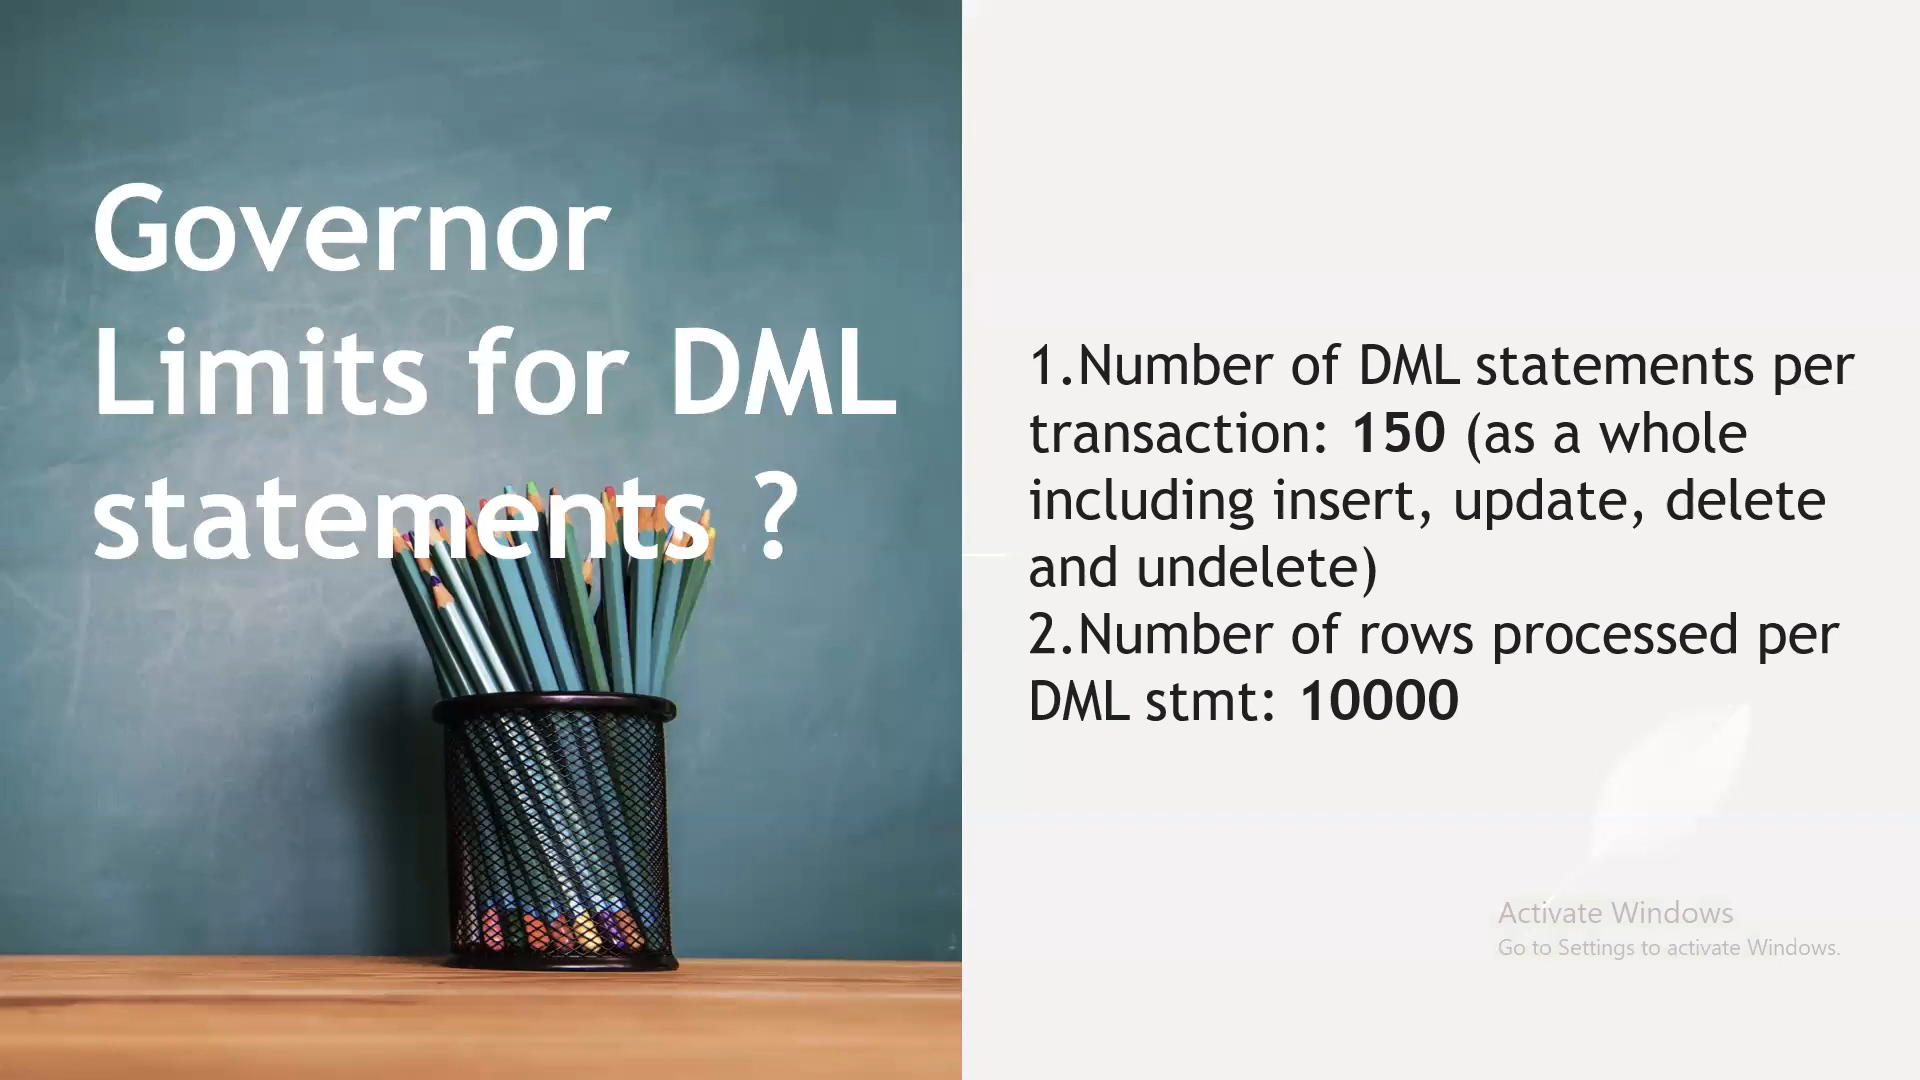 Governor
Limits for DML
statements ?
1.Number of DML statements per
transaction: 150 (as a whole
including insert, update, delete
and undelete)
2.Number of rows processed per
DML stmt: 10000
Activate Windows
Go to Settings to activate Windows.